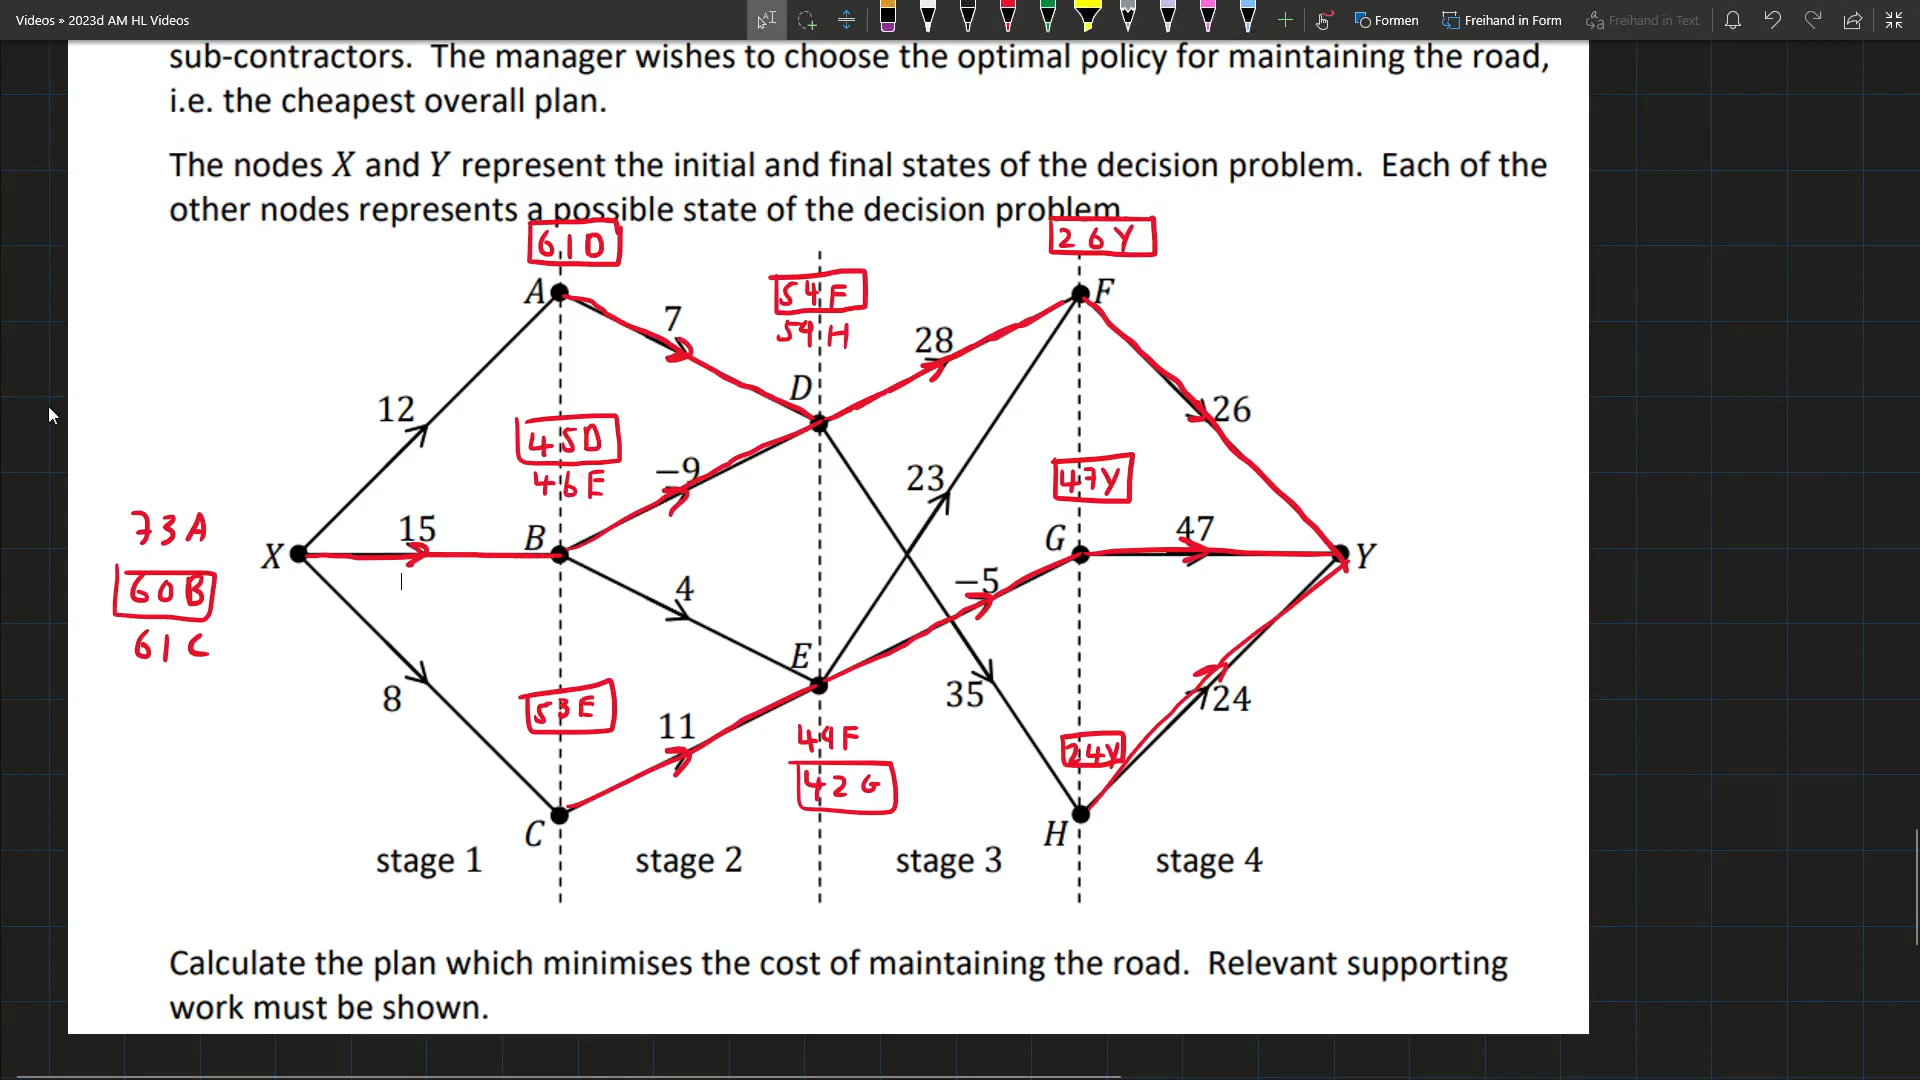 Videos » 2023d AM HL Videos
Formen
Freihand in Form
Freihand in Text
sub-contractors. The manager wishes to choose the optimal policy for maintaining the road,
i.e. the cheapest overall plan.
The nodes X and Y represent the initial and final states of the decision problem. Each of the
other nodes represents a possible state of the decision problem.
61D
26Y
A
54F
F
59H
7
28
D
12
26
45D
-9
46E
23
47Y
73A
15
B
G
47
X
Y
60B
4
-5
61C
E
8
53E
35
24
11
49F
24Y
42G
C
H
stage 1
stage 2
stage 3
stage 4
Calculate the plan which minimises the cost of maintaining the road. Relevant supporting
work must be shown.